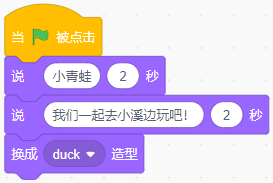 当 被点击
说 小青蛙 2 秒
说 我们一起去小溪边玩吧！ 2 秒
换成 duck 造型